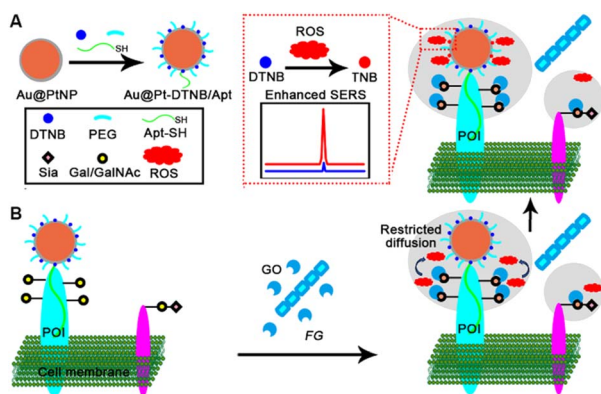 A
SH
Au@PtNP
Au@Pt-DTNB/Apt
DTNB
PEG
SH
Apt-SH
Sia
Gal/GalNAc
ROS
ROS
DTNB
TNB
Enhanced SERS
POI
B
POI
Cell membrane
GO
FG
Restricted
diffusion
POI